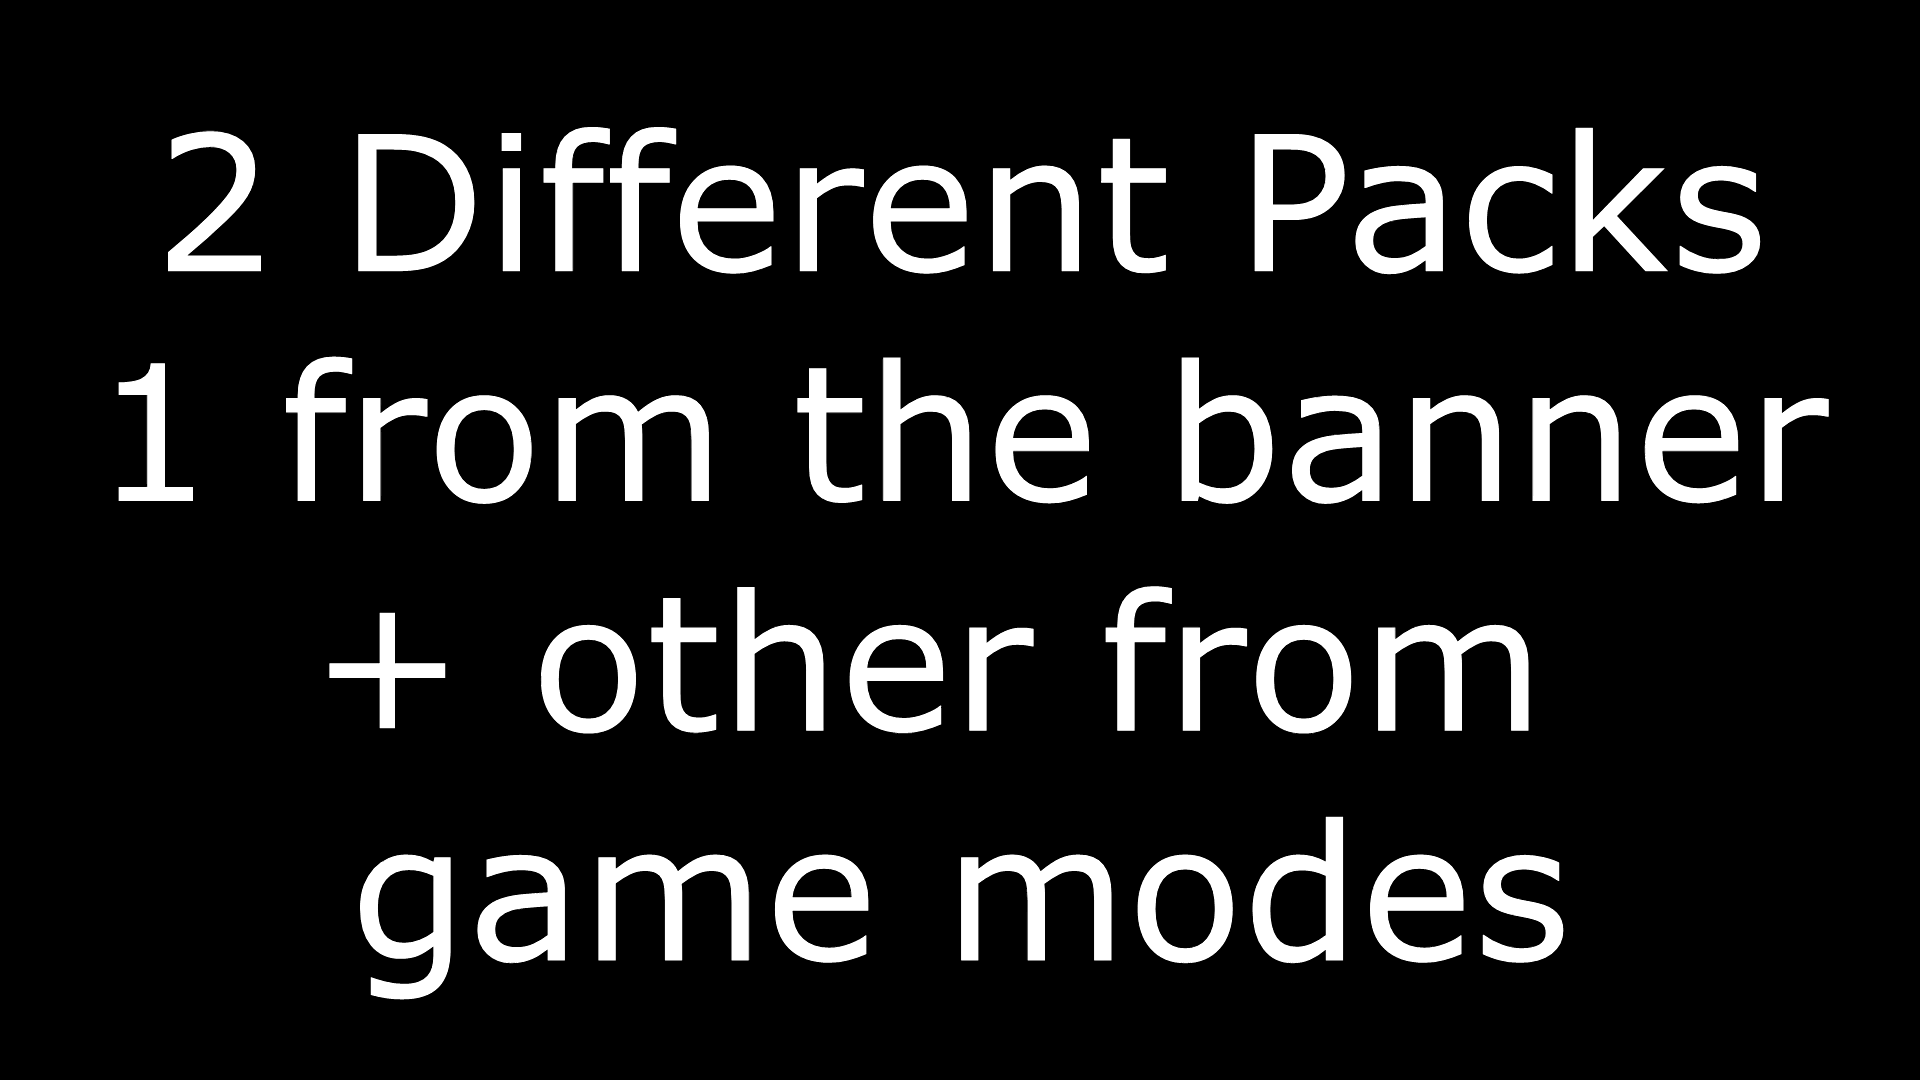 2 Different Packs
1 from the banner
+ other from
game modes